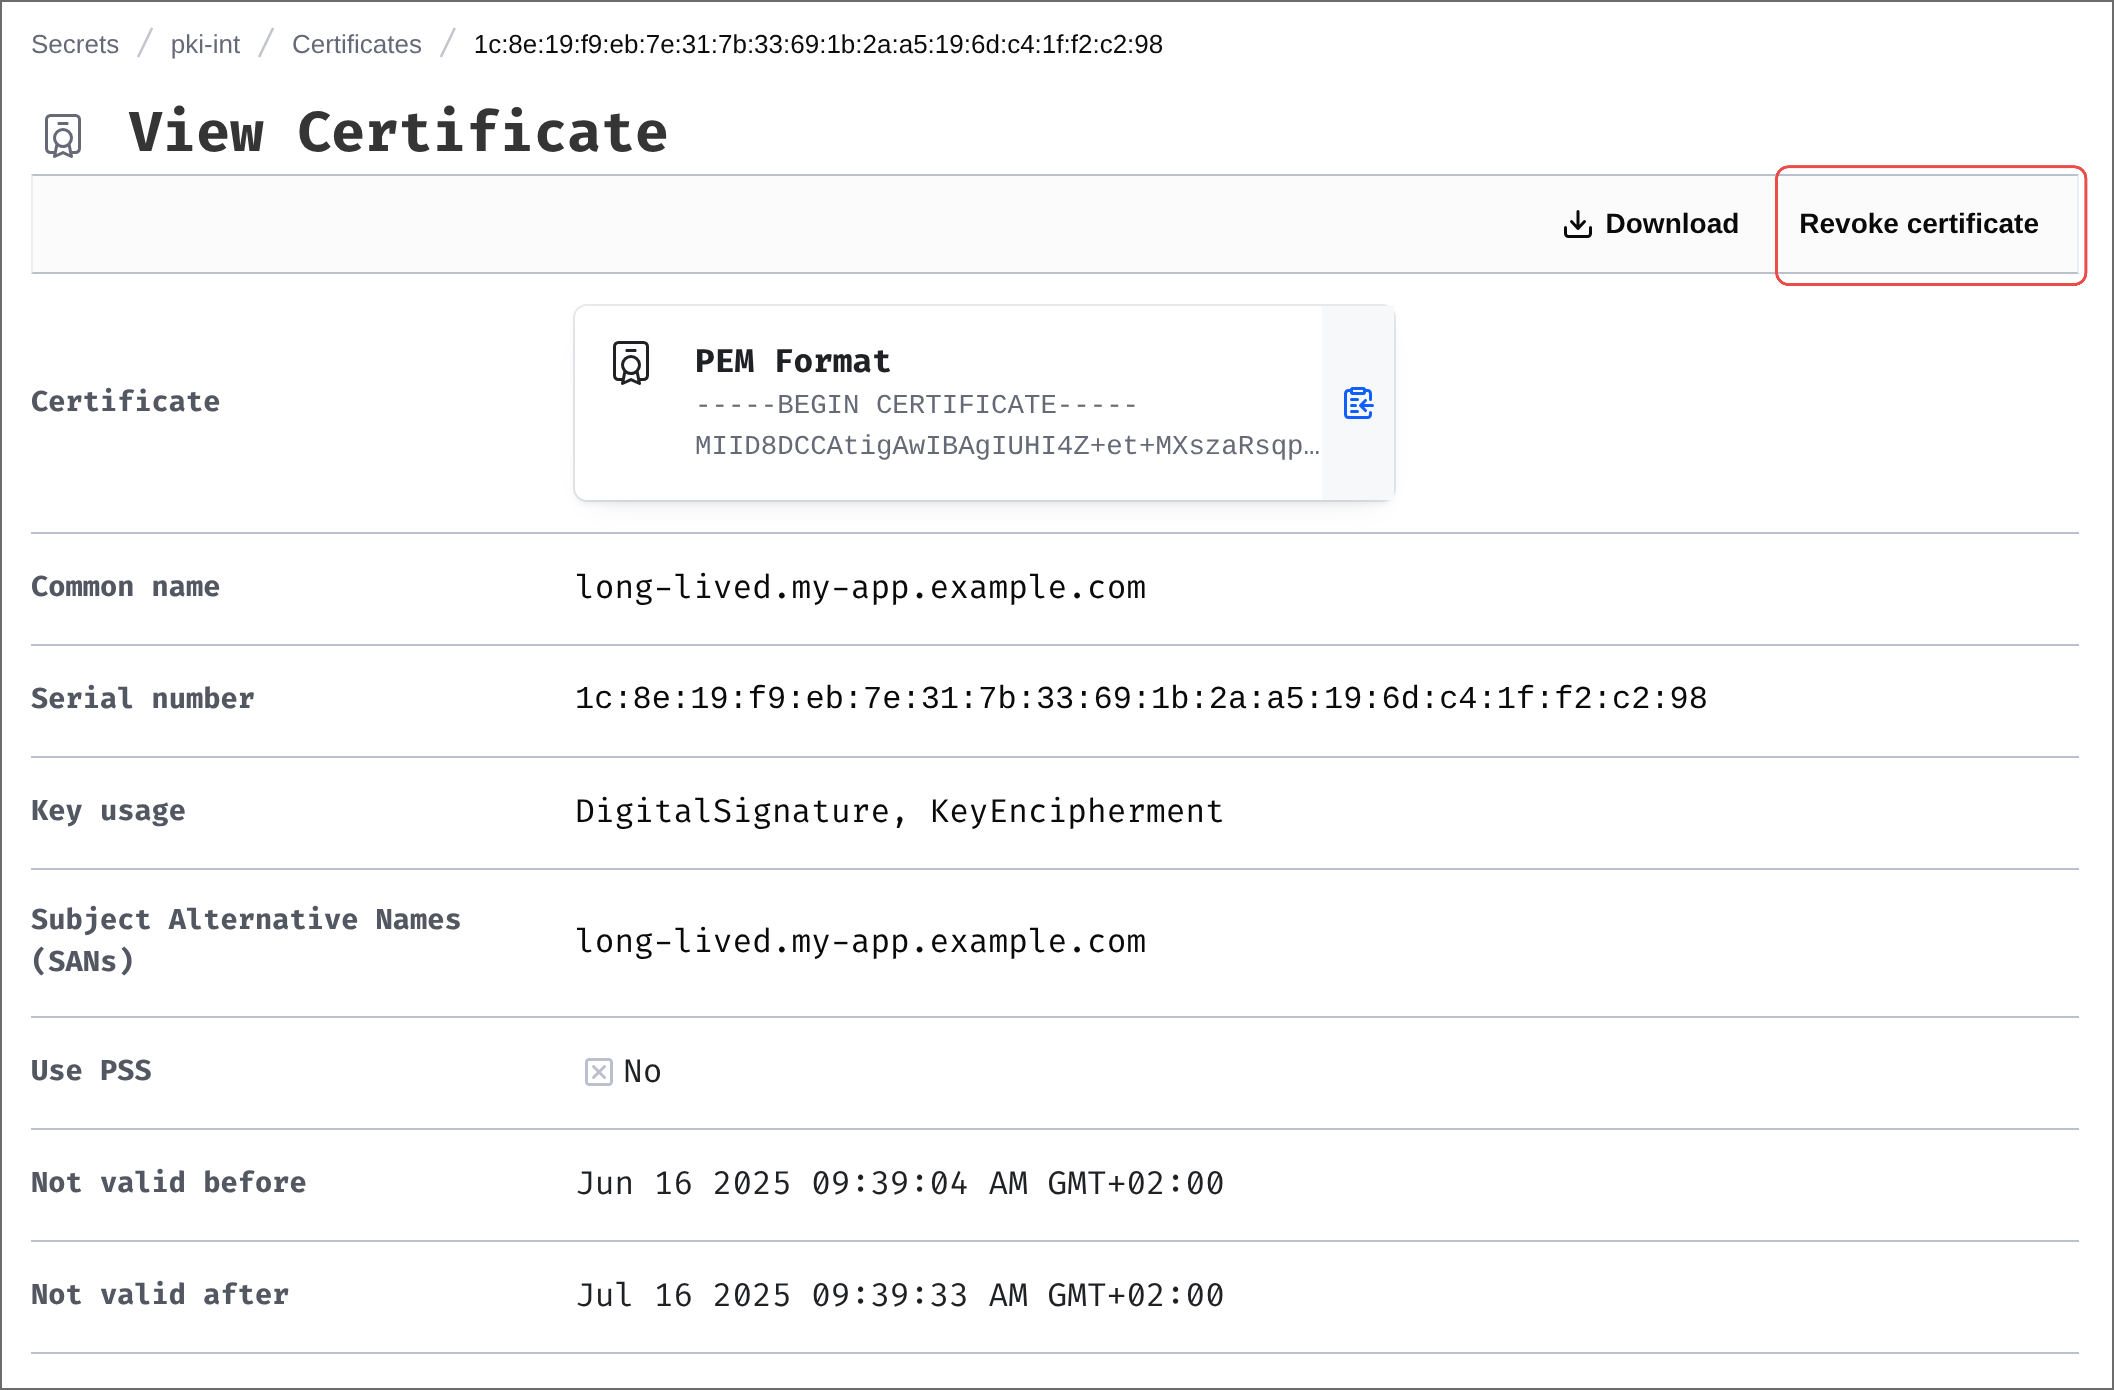 Secrets / pki-int / Certificates / 1c:8e:19:f9:eb:7e:31:7b:33:69:1b:2a:a5:19:6d:c4:1f:f2:c2:98
View Certificate
Download
Revoke certificate
Certificate
PEM Format
-----BEGIN CERTIFICATE-----
MIID8DCCAtigAwIBAgIUHI4Z+et+MXszaRsqp…
Common name
long-lived.my-app.example.com
Serial number
1c:8e:19:f9:eb:7e:31:7b:33:69:1b:2a:a5:19:6d:c4:1f:f2:c2:98
Key usage
DigitalSignature, KeyEncipherment
Subject Alternative Names
(SANs)
long-lived.my-app.example.com
Use PSS
No
Not valid before
Jun 16 2025 09:39:04 AM GMT+02:00
Not valid after
Jul 16 2025 09:39:33 AM GMT+02:00